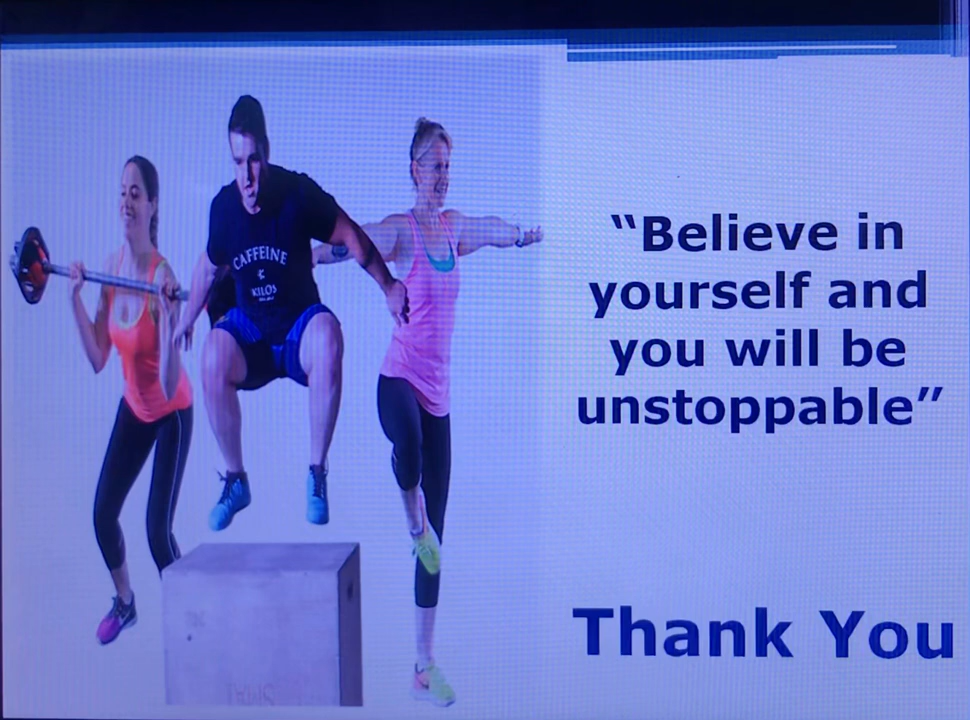 CAFFEINE
&
KILOS
“Believe in
yourself and
you will be
unstoppable”
Thank You